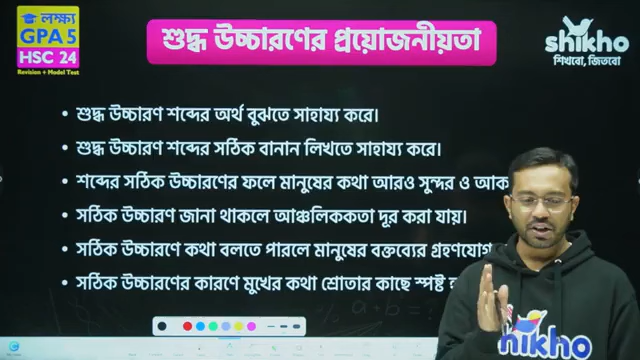 লক্ষ্য
GPA 5
HSC 24
Revision + Model Test
শুদ্ধ উচ্চারণের প্রয়োজনীয়তা
shikho
শিখবো, জিতবো
• শুদ্ধ উচ্চারণ শব্দের অর্থ বুঝতে সাহায্য করে।
• শুদ্ধ উচ্চারণ শব্দের সঠিক বানান লিখতে সাহায্য করে।
• শব্দের সঠিক উচ্চারণের ফলে মানুষের কথা আরও সুন্দর ও
• সঠিক উচ্চারণ জানা থাকলে আঞ্চলিকতা দূর করা যায়।
• সঠিক উচ্চারণে কথা বলতে পারলে মানুষের বক্তব্যের
• সঠিক উচ্চারণের কারণে মুখের কথা শ্রোতার কাছে স্পষ্ট
a + b =
hikho